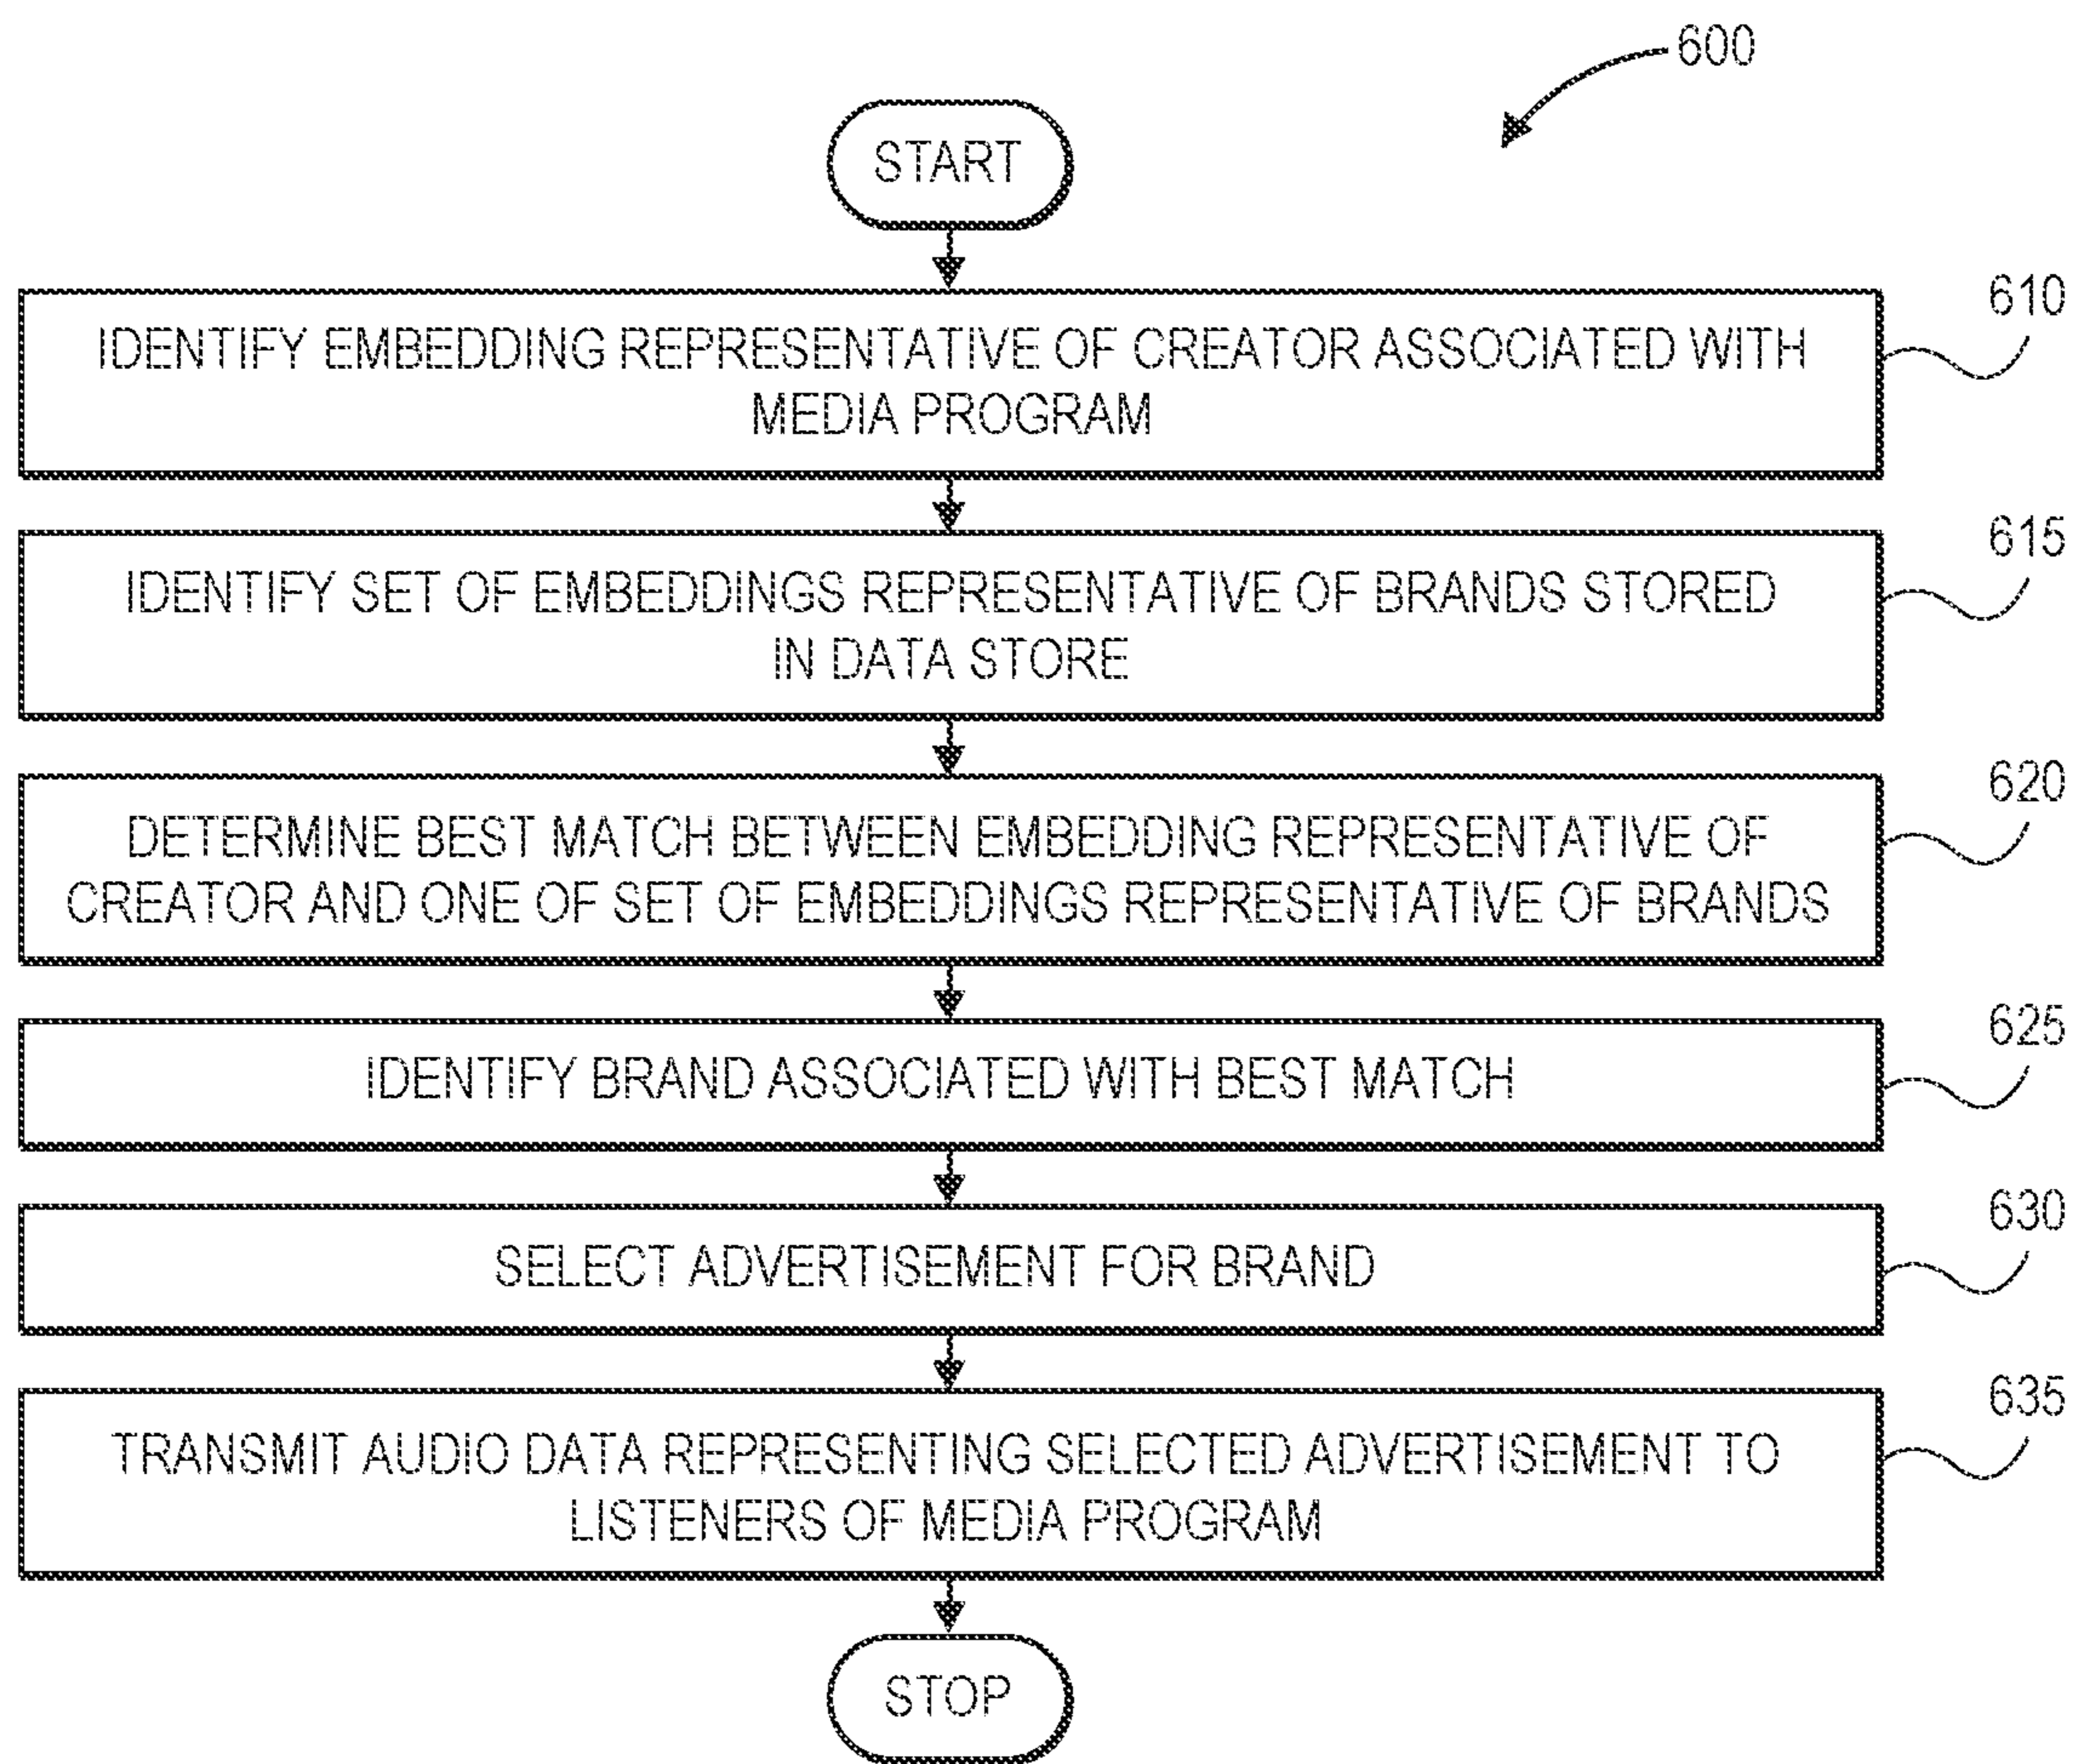 600
START
610
IDENTIFY EMBEDDING REPRESENTATIVE OF CREATOR ASSOCIATED WITH
MEDIA PROGRAM
615
IDENTIFY SET OF EMBEDDINGS REPRESENTATIVE OF BRANDS STORED
IN DATA STORE
620
DETERMINE BEST MATCH BETWEEN EMBEDDING REPRESENTATIVE OF
CREATOR AND ONE OF SET OF EMBEDDINGS REPRESENTATIVE OF BRANDS
625
IDENTIFY BRAND ASSOCIATED WITH BEST MATCH
630
SELECT ADVERTISEMENT FOR BRAND
635
TRANSMIT AUDIO DATA REPRESENTING SELECTED ADVERTISEMENT TO
LISTENERS OF MEDIA PROGRAM
STOP